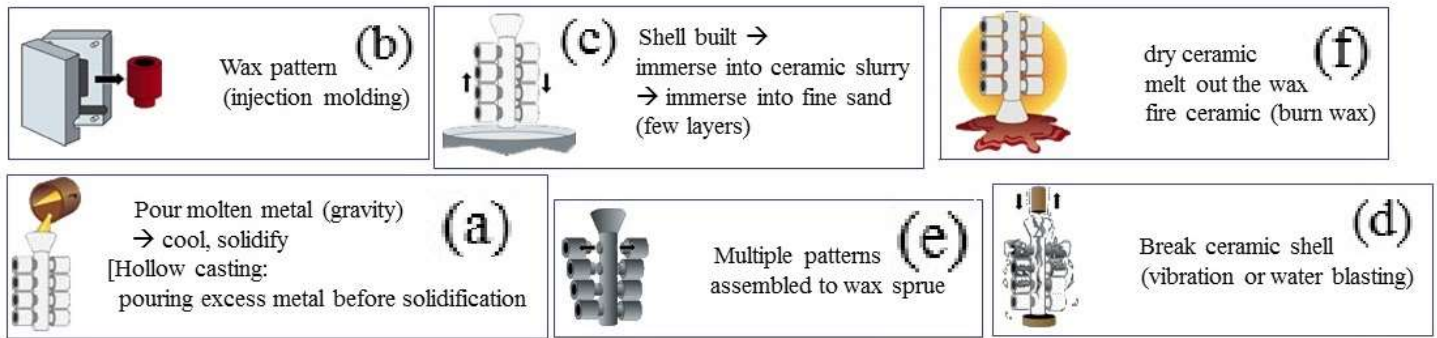 (b)
Wax pattern
(injection molding)
(c)
Shell built →
immerse into ceramic slurry
→ immerse into fine sand
(few layers)
(f)
dry ceramic
melt out the wax
fire ceramic (burn wax)
(a)
Pour molten metal (gravity)
→ cool, solidify
[Hollow casting:
pouring excess metal before solidification
(e)
Multiple patterns
assembled to wax sprue
(d)
Break ceramic shell
(vibration or water blasting)